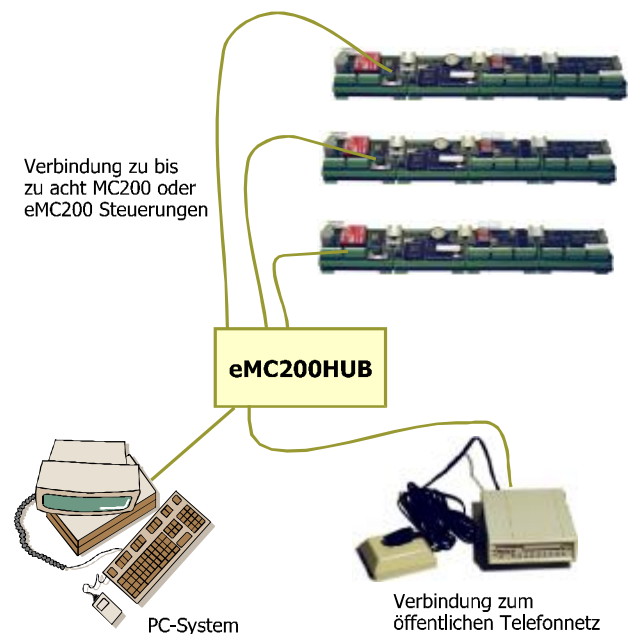 Verbindung zu bis
zu acht MC200 oder
eMC200 Steuerungen
eMC200HUB
PC-System
Verbindung zum
öffentlichen Telefonnetz